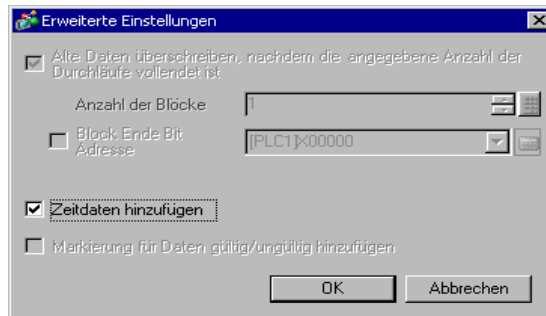 Erweiterte Einstellungen
Alte Daten überschreiben, nachdem die angegebene Anzahl der
Durchläufe vollendet ist
Anzahl der Blöcke 1
Block Ende Bit
Adresse
[PLC1]X00000
Zeitdaten hinzufügen
Markierung für Daten gültig/ungültig hinzufügen
OK Abbrechen